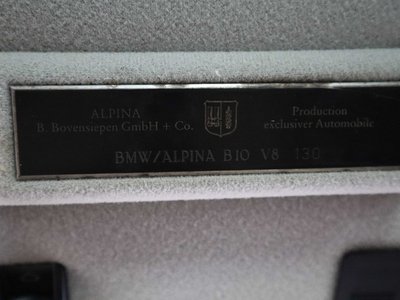 ALPINA
B. Bovensiepen GmbH + Co.
Production
exclusiver Automobile
BMW/ALPINA B10 V8 130